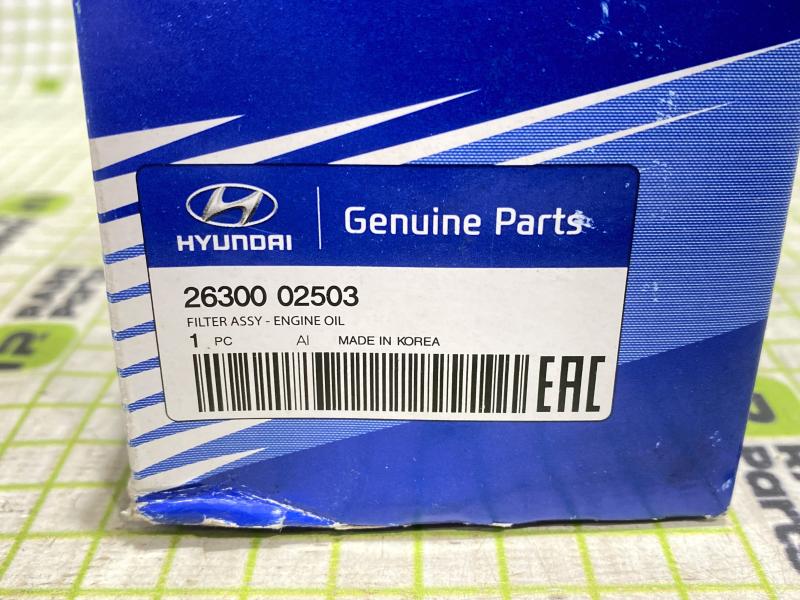 HYUNDAI
Genuine Parts
26300 02503
FILTER ASSY - ENGINE OIL
1 PC AI MADE IN KOREA
EAC